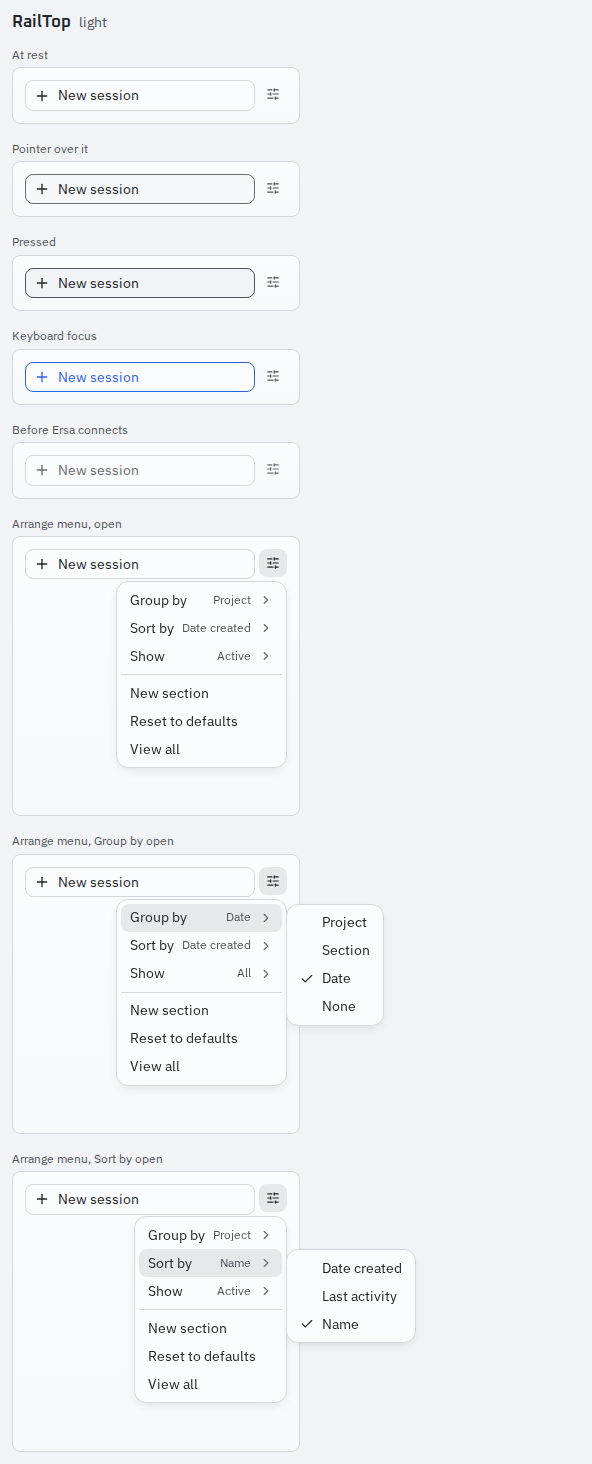 RailTop light
At rest
New session
Pointer over it
New session
Pressed
New session
Keyboard focus
New session
Before Ersa connects
New session
Arrange menu, open
New session
Group by Project
Sort by Date created
Show Active
New section
Reset to defaults
View all
Arrange menu, Group by open
New session
Group by Date
Sort by Date created
Show All
New section
Reset to defaults
View all
Project
Section
Date
None
Arrange menu, Sort by open
New session
Group by Project
Sort by Name
Show Active
New section
Reset to defaults
View all
Date created
Last activity
Name